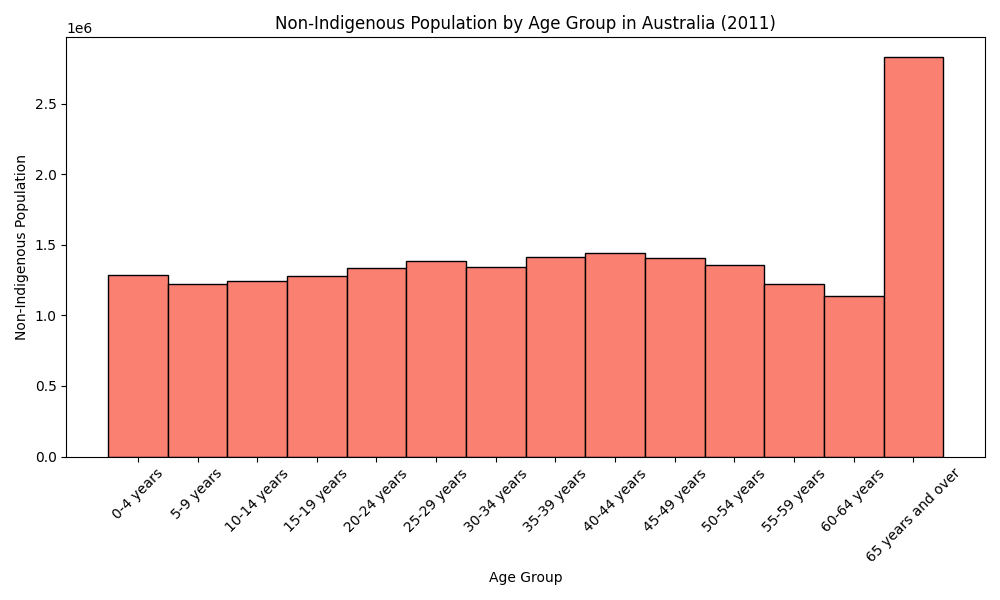 Non-Indigenous Population by Age Group in Australia (2011)
1e6
2.5
2.0
1.5
1.0
0.5
0.0
Non-Indigenous Population
0-4 years
5-9 years
10-14 years
15-19 years
20-24 years
25-29 years
30-34 years
35-39 years
40-44 years
45-49 years
50-54 years
55-59 years
60-64 years
65 years and over
Age Group